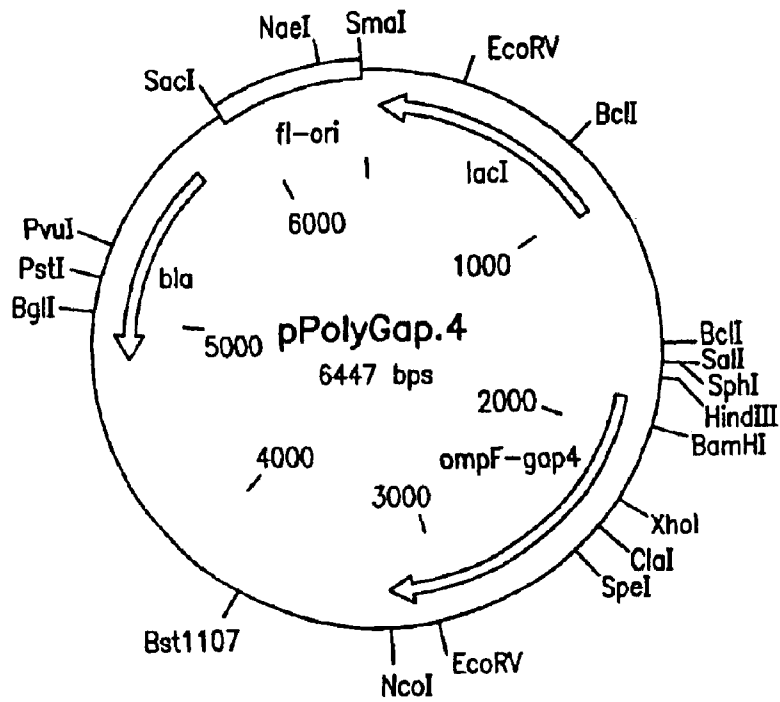 NaeI
SmaI
EcoRV
SacI
BclI
fl-ori
lacI
6000
1000
PvuI
PstI
BglI
bla
5000
pPolyGap.4
6447 bps
BclI
SalI
SphI
HindIII
BamHI
2000
4000
ompF-gap4
3000
XhoI
ClaI
SpeI
Bst1107
EcoRV
NcoI